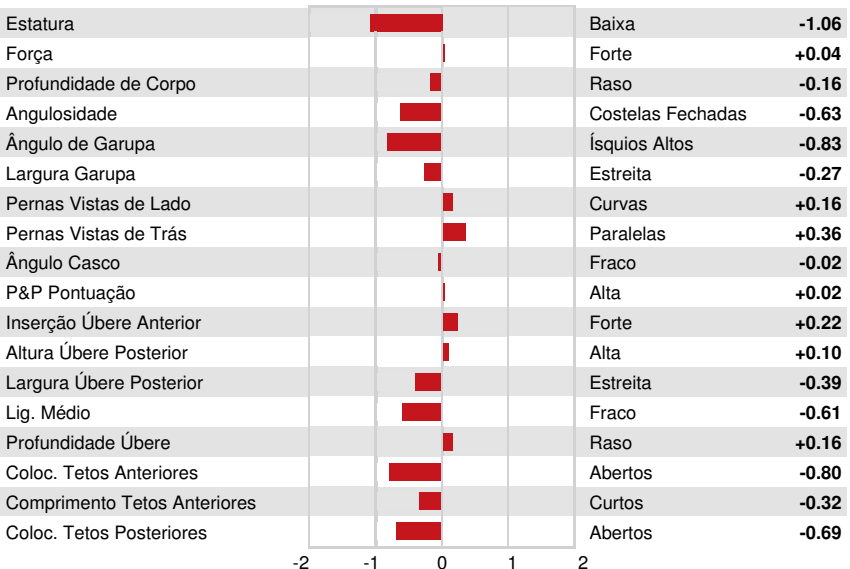 Estatura Baixa -1.06
Força Forte +0.04
Profundidade de Corpo Raso -0.16
Angulosidade Costelas Fechadas -0.63
Ângulo de Garupa Ísquios Altos -0.83
Largura Garupa Estreita -0.27
Pernas Vistas de Lado Curvas +0.16
Pernas Vistas de Trás Paralelas +0.36
Ângulo Casco Fraco -0.02
P&P Pontuação Alta +0.02
Inserção Úbere Anterior Forte +0.22
Altura Úbere Posterior Alta +0.10
Largura Úbere Posterior Estreita -0.39
Lig. Médio Fraco -0.61
Profundidade Úbere Raso +0.16
Coloc. Tetos Anteriores Abertos -0.80
Comprimento Tetos Anteriores Curtos -0.32
Coloc. Tetos Posteriores Abertos -0.69
-2 -1 0 1 2